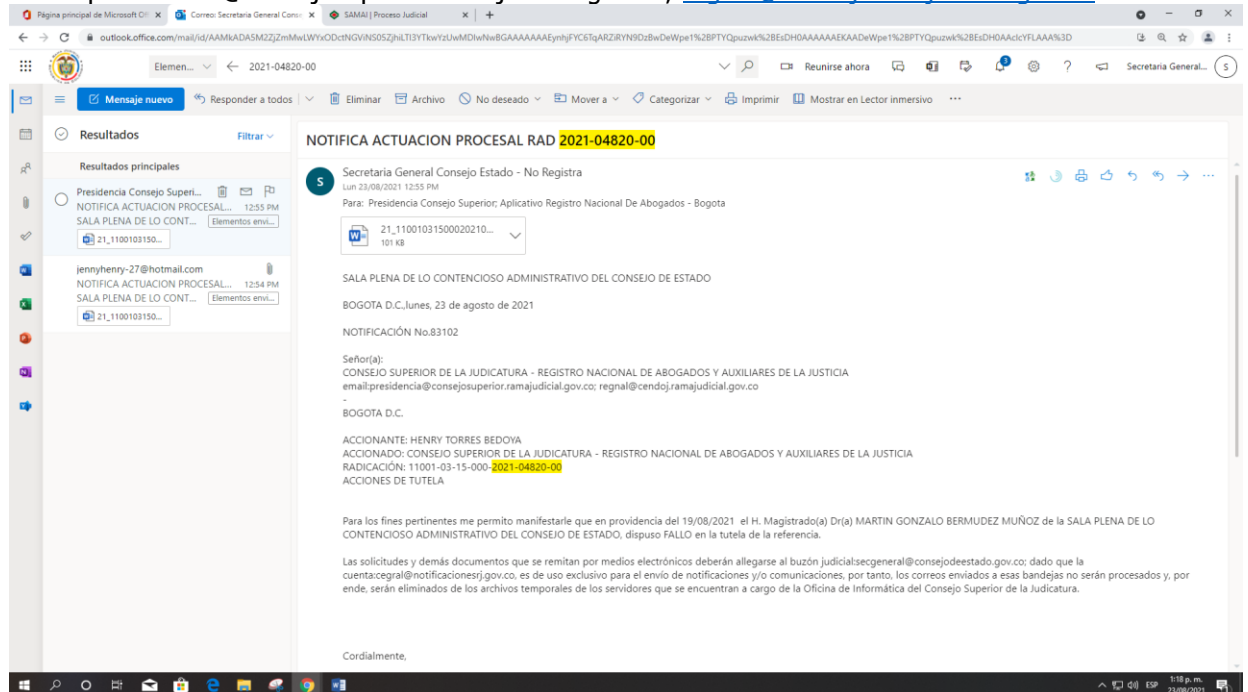 Página principal de Microsoft Of
Correo: Secretaria General Cons
SAMAI | Proceso Judicial
Elemen...
2021-04820-00
Reunirse ahora
3
Secretaria General...
S
Mensaje nuevo
Responder a todos
Eliminar
Archivo
No deseado
Mover a
Categorizar
Imprimir
Mostrar en Lector inmersivo
Resultados
Filtrar
Resultados principales
Presidencia Consejo Superi...
NOTIFICA ACTUACION PROCESAL... 12:55 PM
SALA PLENA DE LO CONT... Elementos envi...
21_1100103150...
jennyhenry-27@hotmail.com
NOTIFICA ACTUACION PROCESAL... 12:54 PM
SALA PLENA DE LO CONT... Elementos envi...
21_1100103150...
NOTIFICA ACTUACION PROCESAL RAD 2021-04820-00
S
Secretaria General Consejo Estado - No Registra
Lun 23/08/2021 12:55 PM
Para: Presidencia Consejo Superior; Aplicativo Registro Nacional De Abogados - Bogota
21_11001031500020210...
101 KB
SALA PLENA DE LO CONTENCIOSO ADMINISTRATIVO DEL CONSEJO DE ESTADO
BOGOTA D.C.,lunes, 23 de agosto de 2021
NOTIFICACIÓN No.83102
Señor(a):
CONSEJO SUPERIOR DE LA JUDICATURA - REGISTRO NACIONAL DE ABOGADOS Y AUXILIARES DE LA JUSTICIA
email:presidencia@consejosuperior.ramajudicial.gov.co; regnal@cendoj.ramajudicial.gov.co
-
BOGOTA D.C.
ACCIONANTE: HENRY TORRES BEDOYA
ACCIONADO: CONSEJO SUPERIOR DE LA JUDICATURA - REGISTRO NACIONAL DE ABOGADOS Y AUXILIARES DE LA JUSTICIA
RADICACIÓN: 11001-03-15-000-2021-04820-00
ACCIONES DE TUTELA
Para los fines pertinentes me permito manifestarle que en providencia del 19/08/2021 el H. Magistrado(a) Dr(a) MARTIN GONZALO BERMUDEZ MUÑOZ de la SALA PLENA DE LO
CONTENCIOSO ADMINISTRATIVO DEL CONSEJO DE ESTADO, dispuso FALLO en la tutela de la referencia.
Las solicitudes y demás documentos que se remitan por medios electrónicos deberán allegarse al buzón judicial:secgeneral@consejodeestado.gov.co; dado que la
cuenta:cegral@notificacionesrj.gov.co, es de uso exclusivo para el envío de notificaciones y/o comunicaciones, por tanto, los correos enviados a esas bandejas no serán procesados y, por
ende, serán eliminados de los archivos temporales de los servidores que se encuentran a cargo de la Oficina de Informática del Consejo Superior de la Judicatura.
Cordialmente,
ESP
1:18 p. m.
23/08/2021